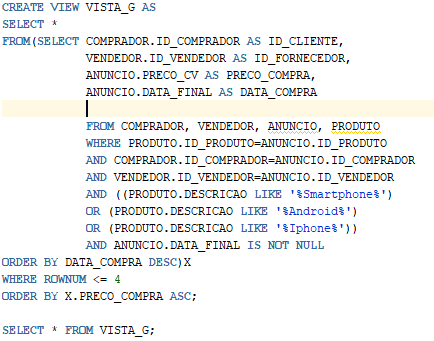 CREATE VIEW VISTA_G AS
SELECT *
FROM(SELECT COMPRADOR.ID_COMPRADOR AS ID_CLIENTE,
VENDEDOR.ID_VENDEDOR AS ID_FORNECEDOR,
ANUNCIO.PRECO_CV AS PRECO_COMPRA,
ANUNCIO.DATA_FINAL AS DATA_COMPRA
FROM COMPRADOR, VENDEDOR, ANUNCIO, PRODUTO
WHERE PRODUTO.ID_PRODUTO=ANUNCIO.ID_PRODUTO
AND COMPRADOR.ID_COMPRADOR=ANUNCIO.ID_COMPRADOR
AND VENDEDOR.ID_VENDEDOR=ANUNCIO.ID_VENDEDOR
AND ((PRODUTO.DESCRICAO LIKE '%Smartphone%')
OR (PRODUTO.DESCRICAO LIKE '%Android%')
OR (PRODUTO.DESCRICAO LIKE '%Iphone%'))
AND ANUNCIO.DATA_FINAL IS NOT NULL
ORDER BY DATA_COMPRA DESC)X
WHERE ROWNUM <= 4
ORDER BY X.PRECO_COMPRA ASC;
SELECT * FROM VISTA_G;